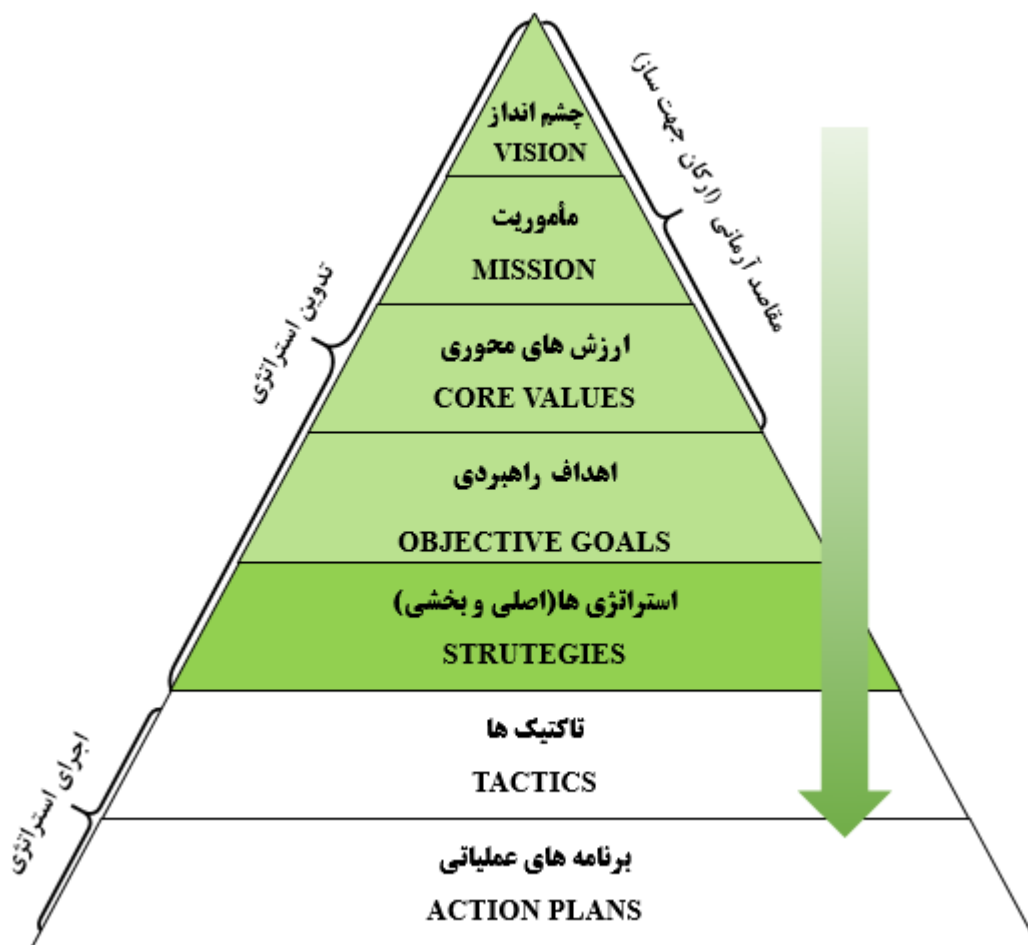 چشم انداز
VISION
مأموریت
MISSION
ارزش های محوری
CORE VALUES
اهداف راهبردی
OBJECTIVE GOALS
استراتژی ها(اصلی و بخشی)
STRUTEGIES
تاکتیک ها
TACTICS
برنامه های عملیاتی
ACTION PLANS
مقاصد آرمانی (ارکان جهت ساز)
تدوین استراتژی
اجرای استراتژی